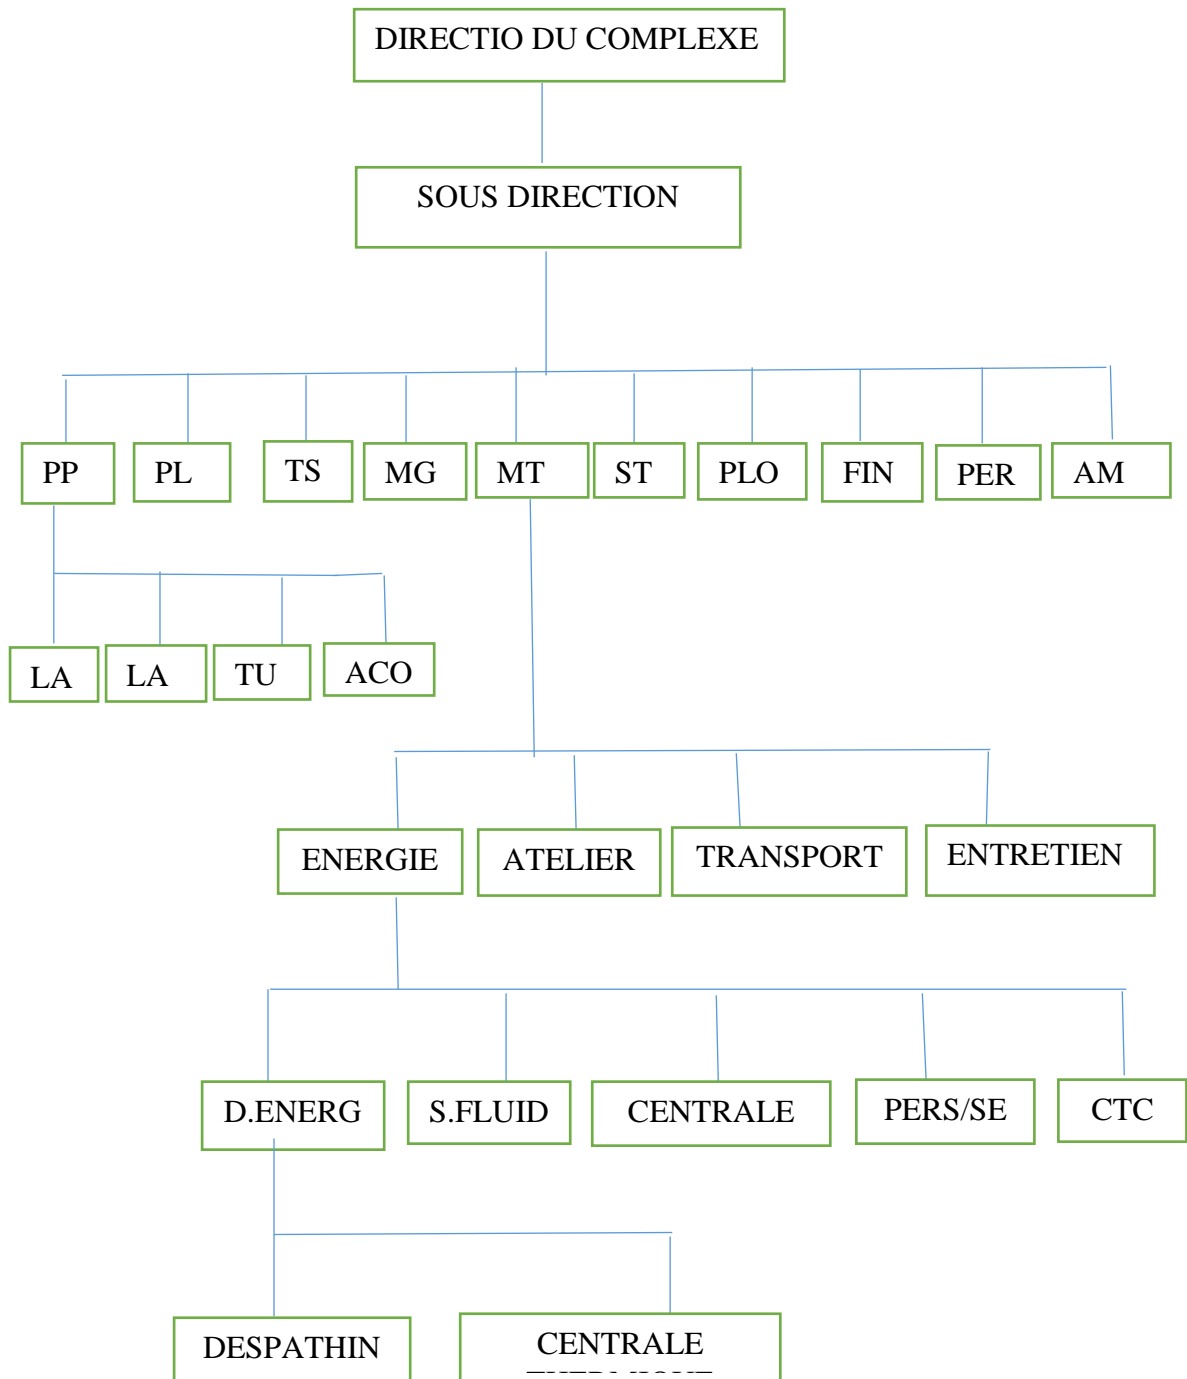 DIRECTIO DU COMPLEXE
SOUS DIRECTION
PP PL TS MG MT ST PLO FIN PER AM
LA LA TU ACO
ENERGIE ATELIER TRANSPORT ENTRETIEN
D.ENERG S.FLUID CENTRALE PERS/SE CTC
DESPATHIN CENTRALE